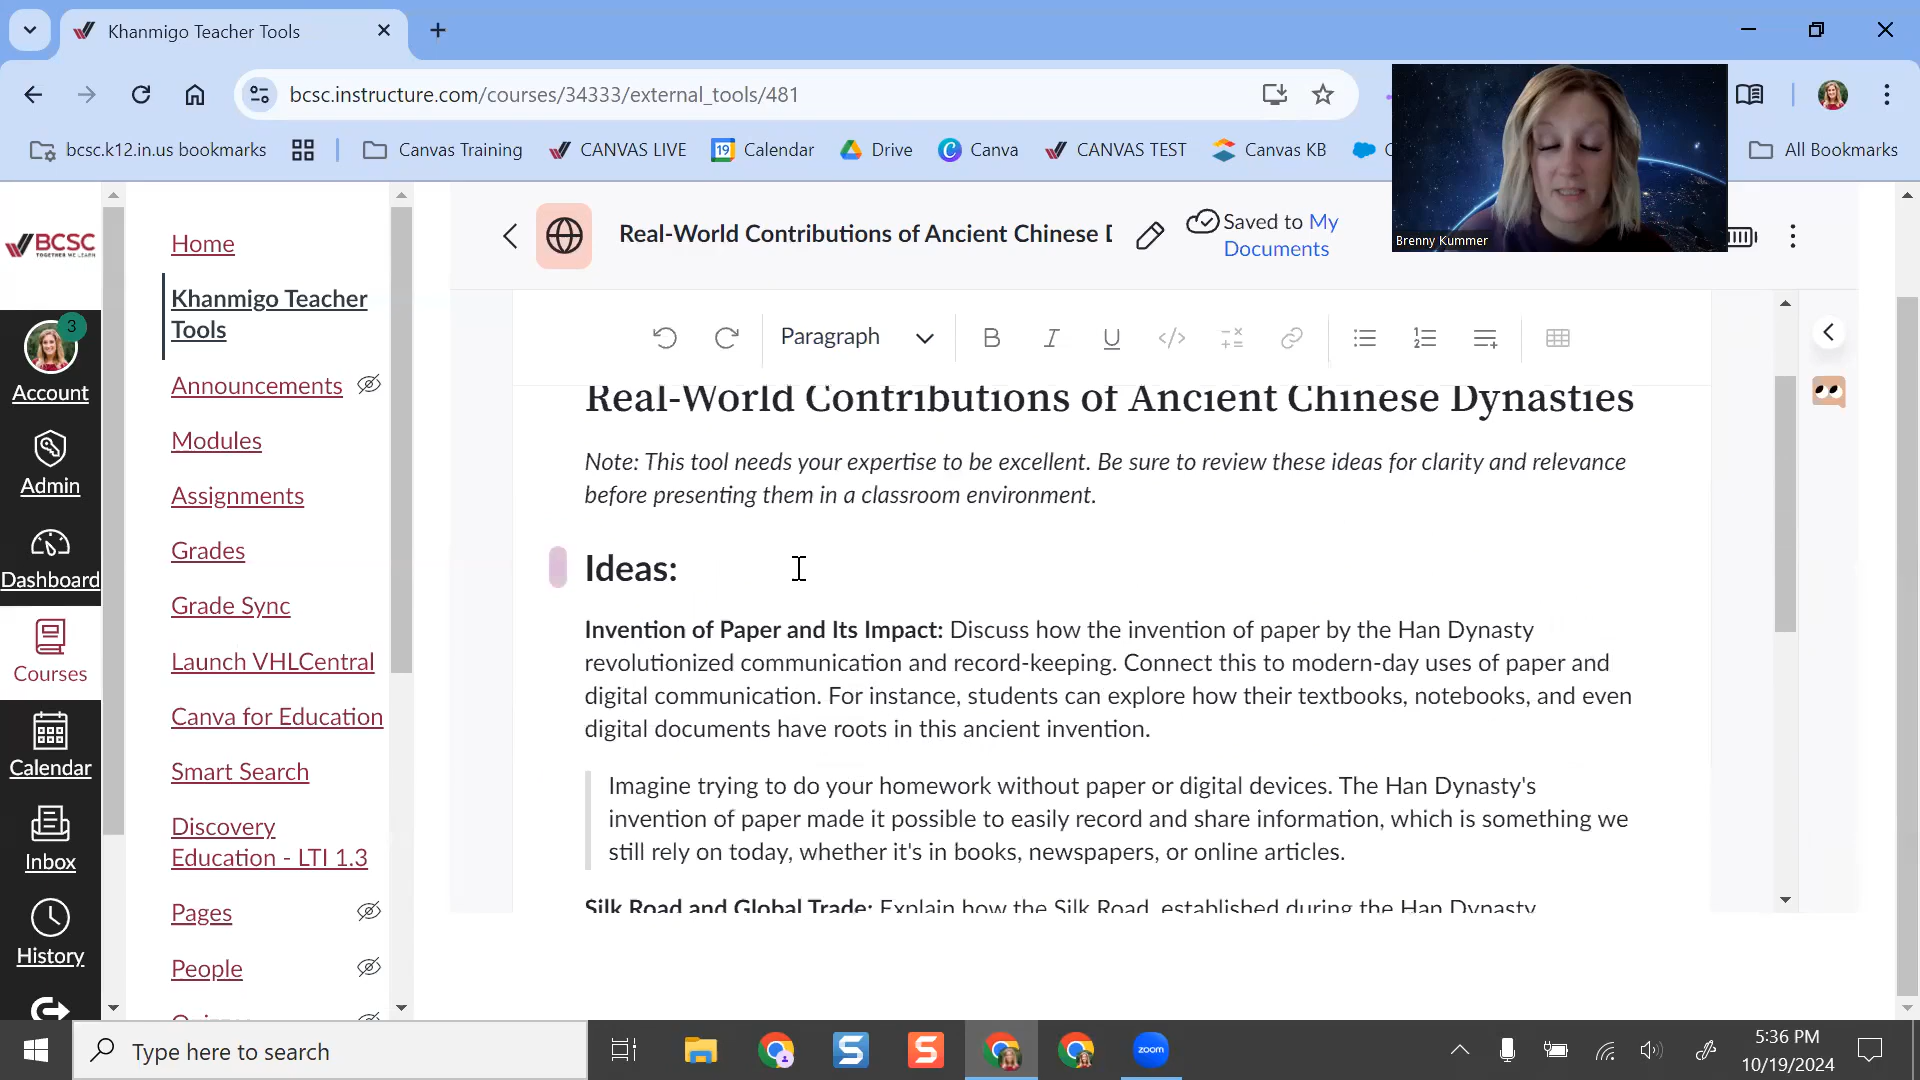 Khanmigo Teacher Tools
bcsc.instructure.com/courses/34333/external_tools/481
bcsc.k12.in.us bookmarks
Canvas Training
CANVAS LIVE
19
Calendar
Drive
C
Canva
CANVAS TEST
Canvas KB
All Bookmarks
Brenny Kummer
BCSC
TOGETHER WE LEARN
3
Account
Admin
Dashboard
Courses
Calendar
Inbox
History
Home
Khanmigo Teacher
Tools
Announcements
Modules
Assignments
Grades
Grade Sync
Launch VHLCentral
Canva for Education
Smart Search
Discovery
Education - LTI 1.3
Pages
People
Real-World Contributions of Ancient Chinese
Saved to My
Documents
Paragraph
B I U
Real-World Contributions of Ancient Chinese Dynasties
Note: This tool needs your expertise to be excellent. Be sure to review these ideas for clarity and relevance
before presenting them in a classroom environment.
Ideas:
Invention of Paper and Its Impact: Discuss how the invention of paper by the Han Dynasty
revolutionized communication and record-keeping. Connect this to modern-day uses of paper and
digital communication. For instance, students can explore how their textbooks, notebooks, and even
digital documents have roots in this ancient invention.
Imagine trying to do your homework without paper or digital devices. The Han Dynasty's
invention of paper made it possible to easily record and share information, which is something we
still rely on today, whether it's in books, newspapers, or online articles.
Silk Road and Global Trade: Explain how the Silk Road, established during the Han Dynasty
Type here to search
S
S
zoom
5:36 PM
10/19/2024